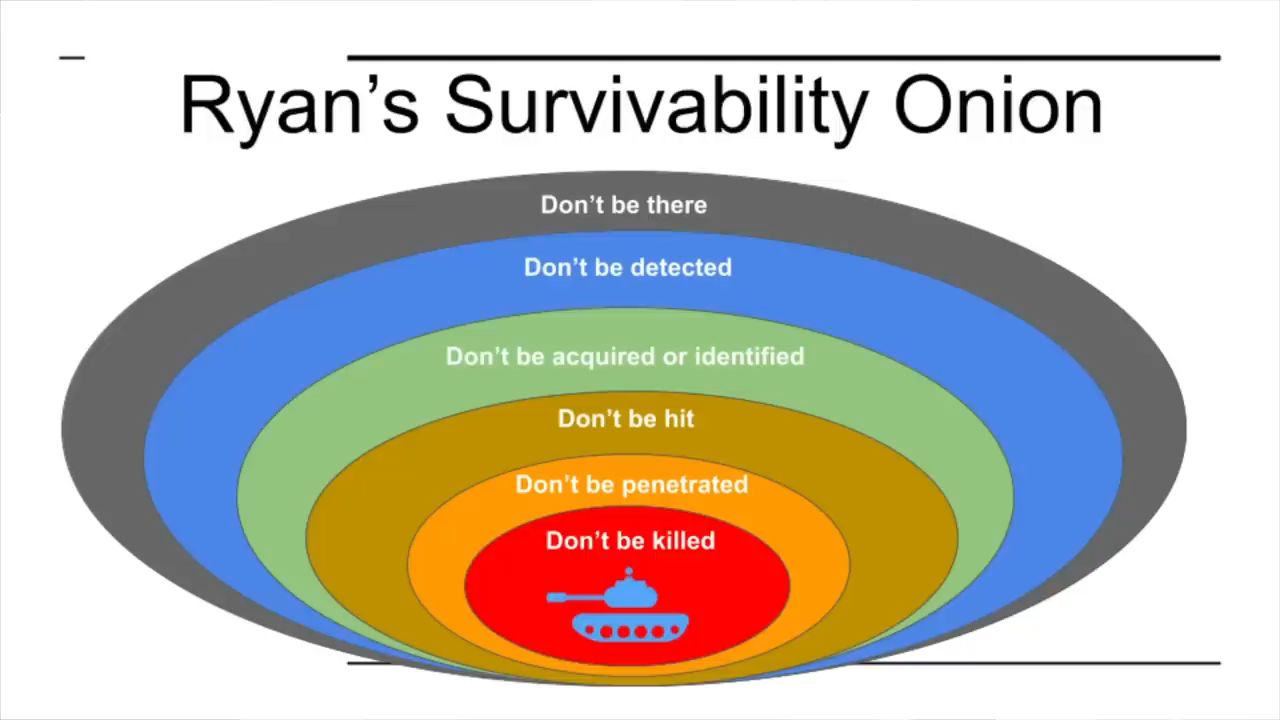 Ryan’s Survivability Onion
Don’t be there
Don’t be detected
Don’t be acquired or identified
Don’t be hit
Don’t be penetrated
Don’t be killed